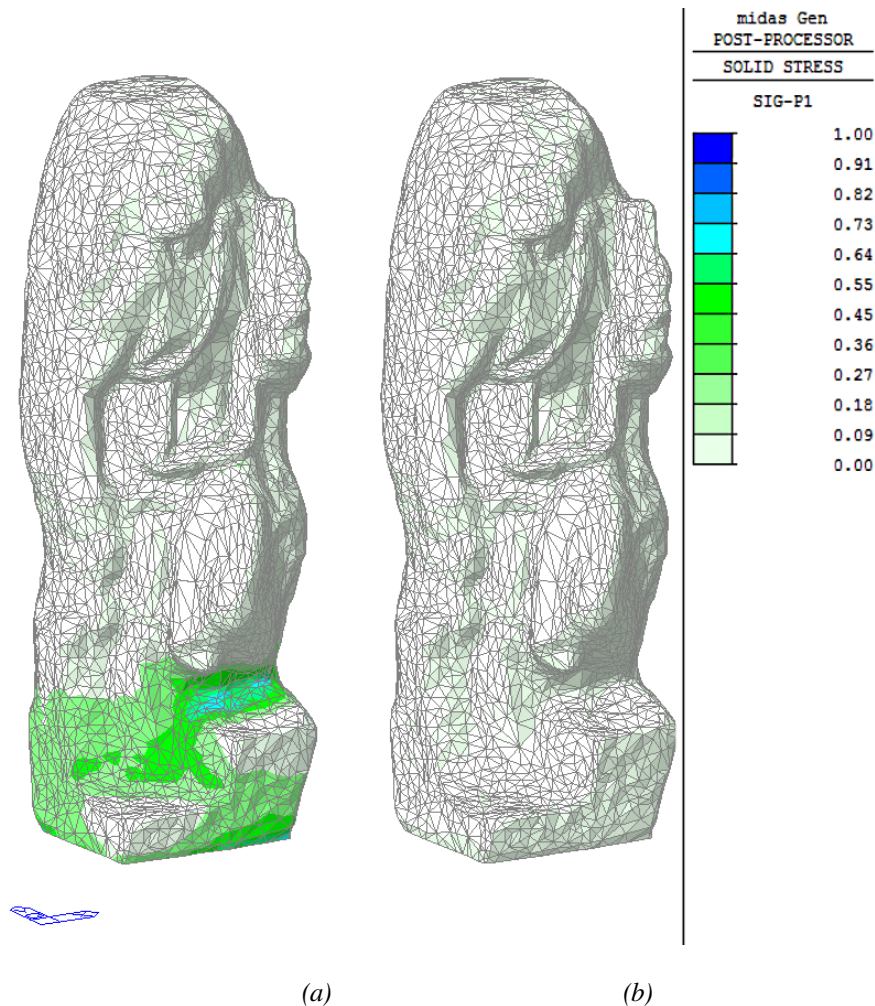 midas Gen
POST-PROCESSOR
SOLID STRESS
SIG-P1
1.00
0.91
0.82
0.73
0.64
0.55
0.45
0.36
0.27
0.18
0.09
0.00
(a) (b)